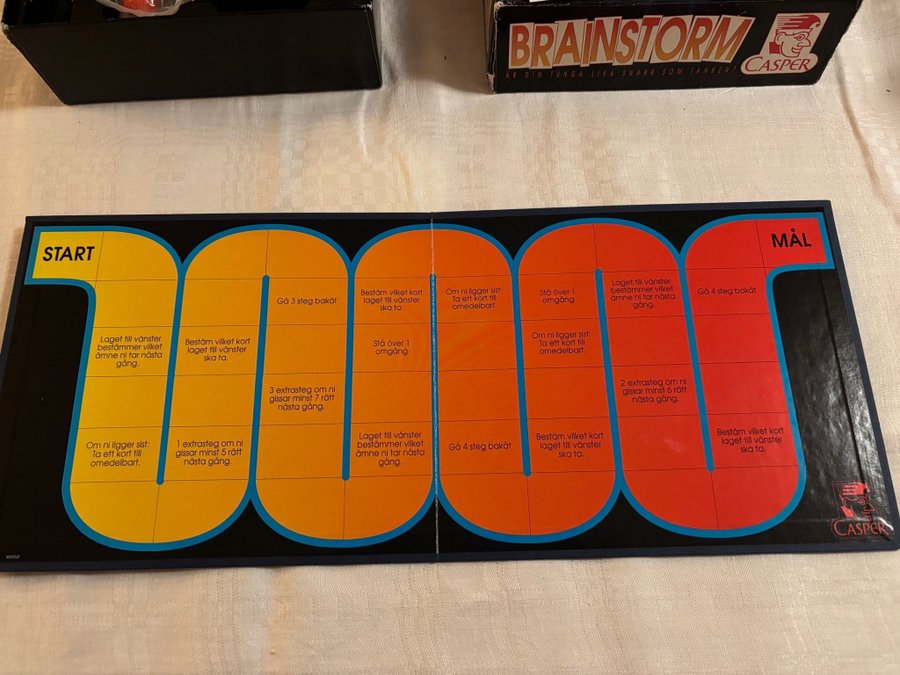 BRAINSTORM
ÄR DIN TUNGA LIKA SNABB SOM TANKEN?
CASPER
START
MÅL
Laget till vänster
bestämmer vilket
ämne ni tar nästa
gång.
Om ni ligger sist:
Ta ett kort till
omedelbart.
Bestäm vilket kort
laget till vänster
ska ta.
1 extrasteg om ni
gissar minst 5 rätt
nästa gång.
Gå 3 steg bakåt
3 extrasteg om ni
gissar minst 7 rätt
nästa gång.
Bestäm vilket kort
laget till vänster
ska ta.
Stå över 1
omgång
Laget till vänster
bestämmer vilket
ämne ni tar nästa
gång.
Om ni ligger sist:
Ta ett kort till
omedelbart.
Gå 4 steg bakåt
Stå över 1
omgång
Om ni ligger sist:
Ta ett kort till
omedelbart.
Bestäm vilket kort
laget till vänster
ska ta.
Laget till vänster
bestämmer vilket
ämne ni tar nästa
gång.
2 extrasteg om ni
gissar minst 6 rätt
nästa gång.
Gå 4 steg bakåt
Bestäm vilket kort
laget till vänster
ska ta.
CASPER